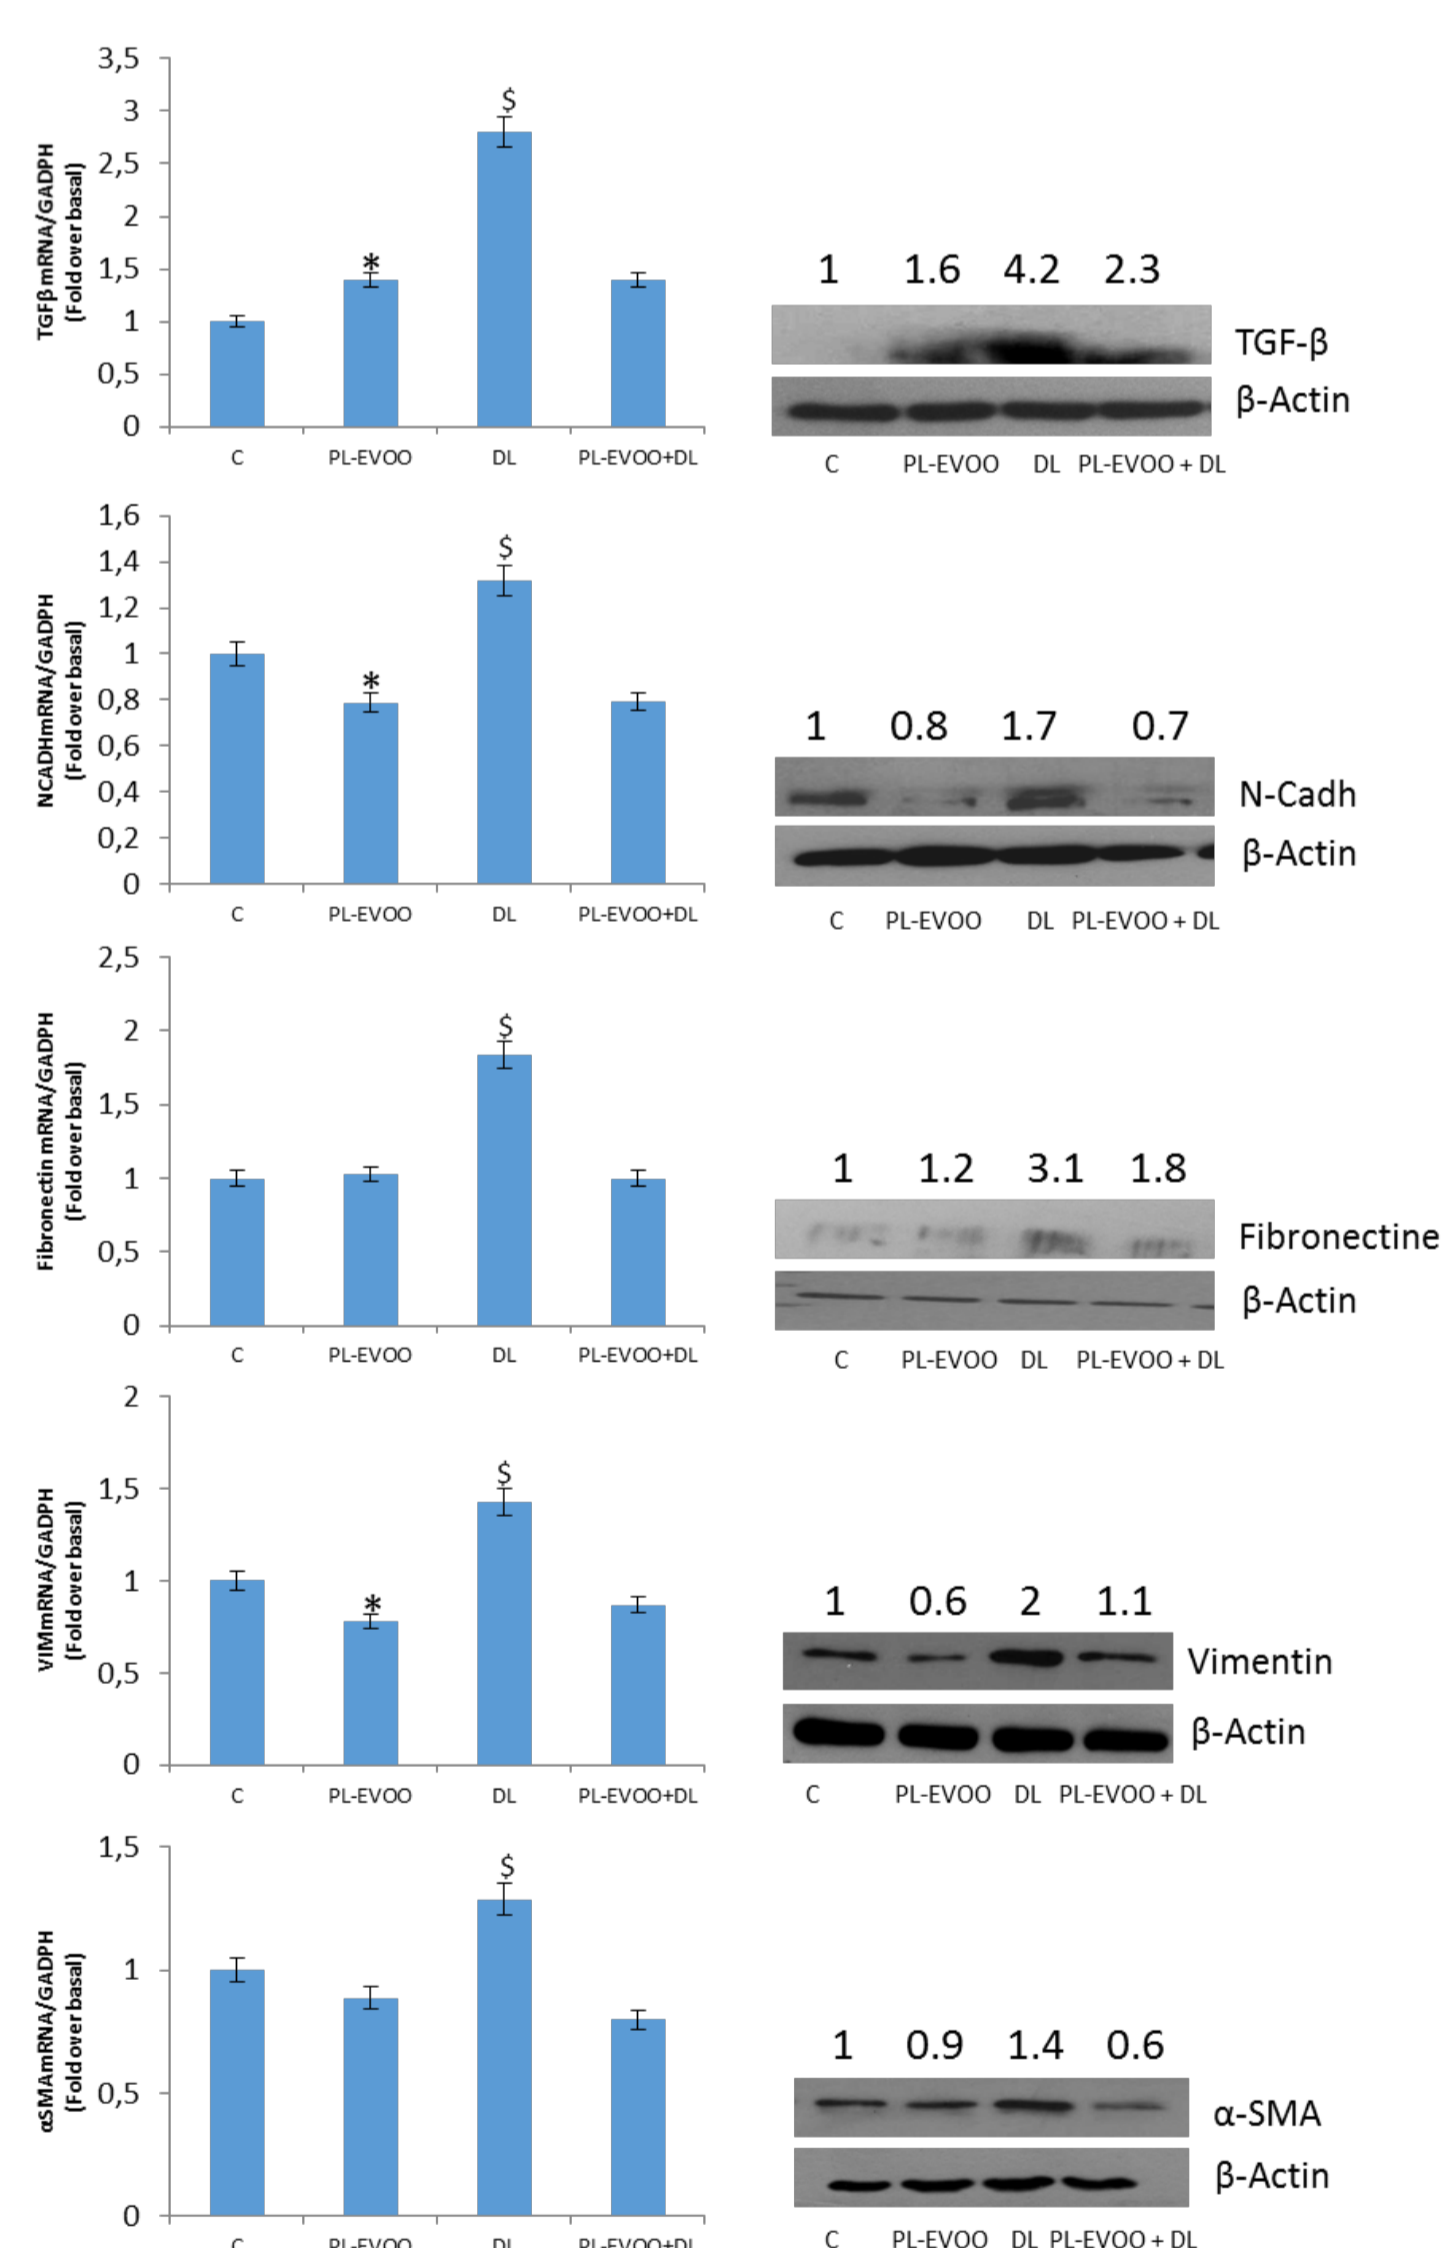 TGFβ mRNA/GADPH
(Fold over basal)
3,5
3
2,5
2
1,5
1
0,5
0
*
$
C PL-EVOO DL PL-EVOO+DL
1 1.6 4.2 2.3
TGF-β
β-Actin
C PL-EVOO DL PL-EVOO + DL
NCADHmRNA/GADPH
(Fold over basal)
1,6
1,4
1,2
1
0,8
0,6
0,4
0,2
0
*
$
C PL-EVOO DL PL-EVOO+DL
1 0.8 1.7 0.7
N-Cadh
β-Actin
C PL-EVOO DL PL-EVOO + DL
Fibronectin mRNA/GADPH
(Fold over basal)
2,5
2
1,5
1
0,5
0
$
C PL-EVOO DL PL-EVOO+DL
1 1.2 3.1 1.8
Fibronectine
β-Actin
C PL-EVOO DL PL-EVOO + DL
VIMmRNA/GADPH
(Fold over basal)
2
1,5
1
0,5
0
*
$
C PL-EVOO DL PL-EVOO+DL
1 0.6 2 1.1
Vimentin
β-Actin
C PL-EVOO DL PL-EVOO + DL
αSMAmRNA/GADPH
(Fold over basal)
1,5
1
0,5
0
$
C PL-EVOO DL PL-EVOO+DL
1 0.9 1.4 0.6
α-SMA
β-Actin
C PL-EVOO DL PL-EVOO + DL